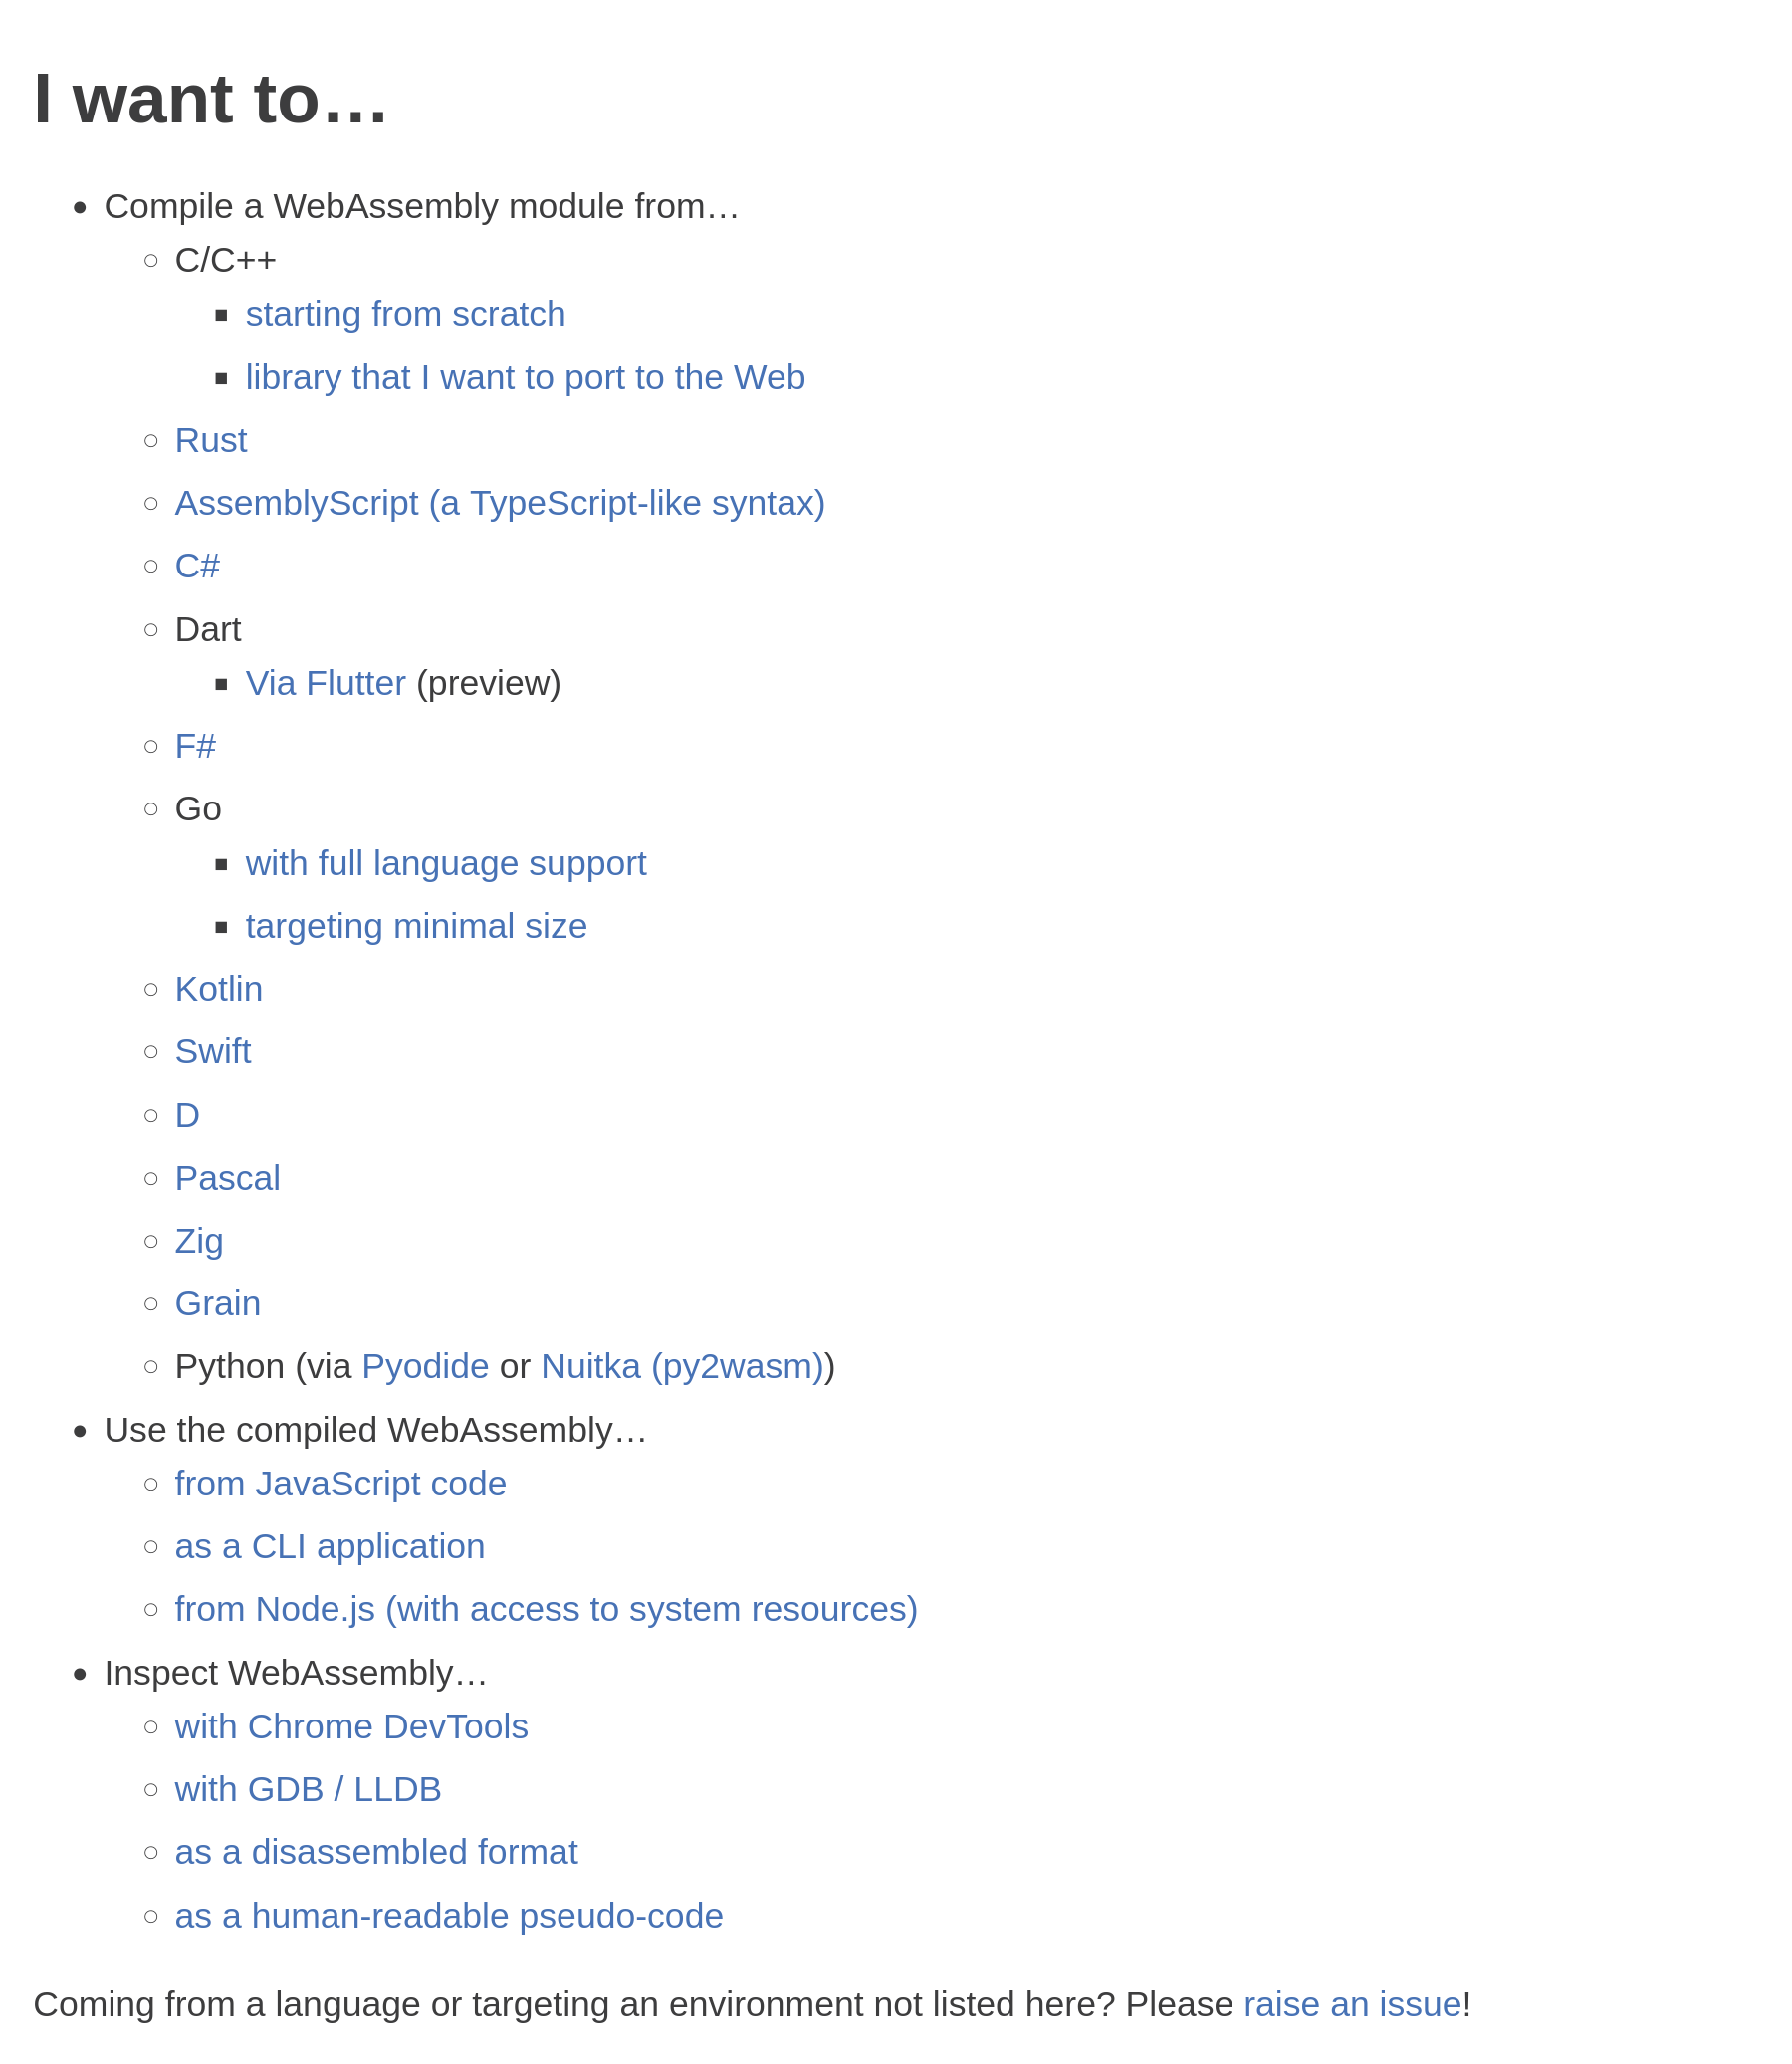 I want to…
Compile a WebAssembly module from…
C/C++
starting from scratch
library that I want to port to the Web
Rust
AssemblyScript (a TypeScript-like syntax)
C#
Dart
Via Flutter (preview)
F#
Go
with full language support
targeting minimal size
Kotlin
Swift
D
Pascal
Zig
Grain
Python (via Pyodide or Nuitka (py2wasm))
Use the compiled WebAssembly…
from JavaScript code
as a CLI application
from Node.js (with access to system resources)
Inspect WebAssembly…
with Chrome DevTools
with GDB / LLDB
as a disassembled format
as a human-readable pseudo-code
Coming from a language or targeting an environment not listed here? Please raise an issue!